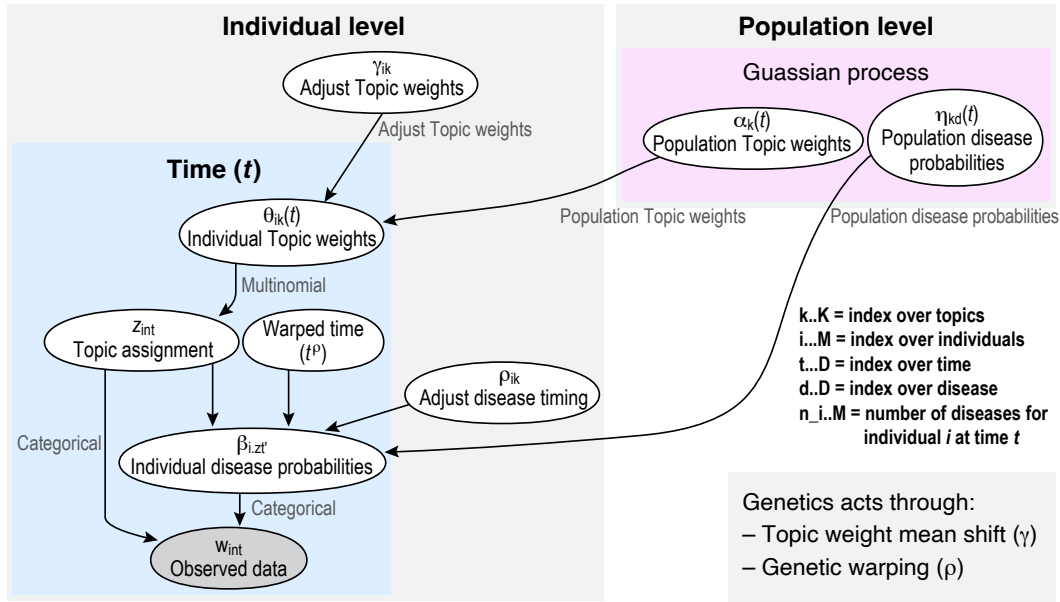 Individual level
γik
Adjust Topic weights
Adjust Topic weights
Time (t)
θik(t)
Individual Topic weights
Multinomial
zint
Topic assignment
Warped time
(tρ)
ρik
Adjust disease timing
Categorical
βi.zt'
Individual disease probabilities
Categorical
wint
Observed data
Population level
Guassian process
αk(t)
Population Topic weights
ηkd(t)
Population disease
probabilities
Population Topic weights
Population disease probabilities
k..K = index over topics
i...M = index over individuals
t...D = index over time
d..D = index over disease
n_i..M = number of diseases for
individual i at time t
Genetics acts through:
– Topic weight mean shift (γ)
– Genetic warping (ρ)